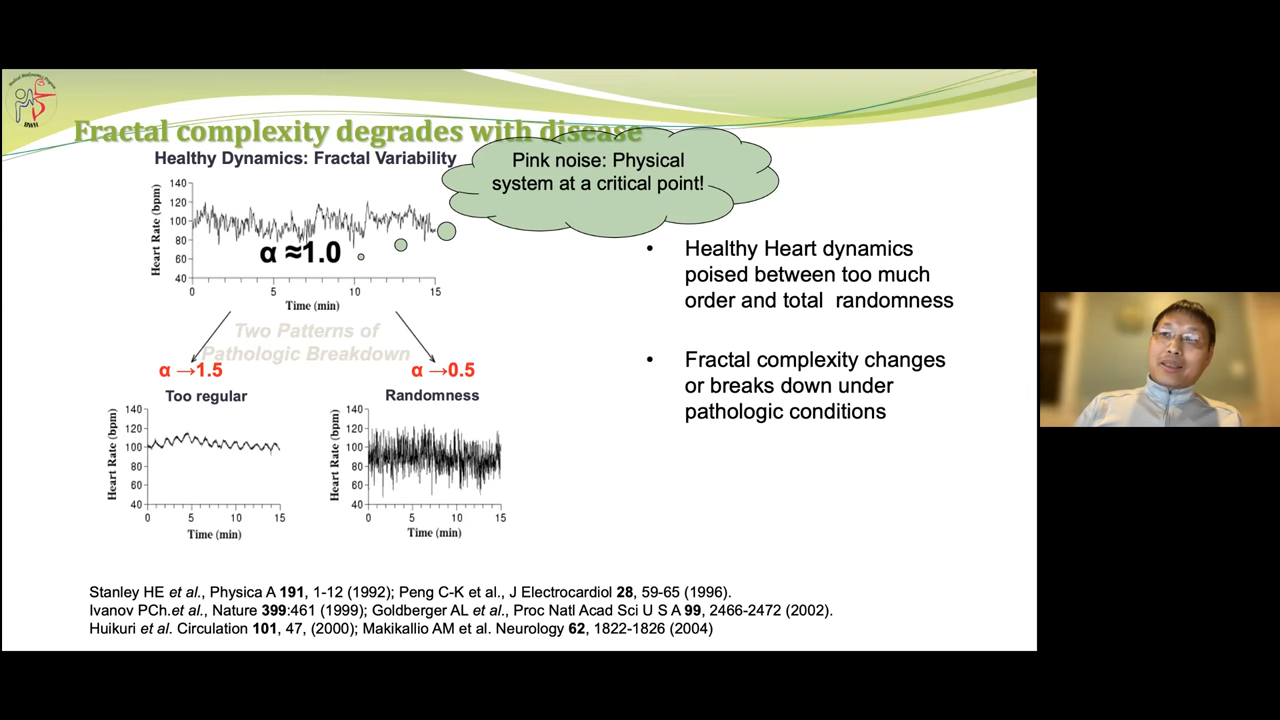 Fractal complexity degrades with disease
Healthy Dynamics: Fractal Variability
Pink noise: Physical
system at a critical point!
Heart Rate (bpm)
140
120
100
80
60
40
α ≈1.0
0
5
10
15
Time (min)
Two Patterns of
Pathologic Breakdown
α →1.5
Too regular
Heart Rate (bpm)
140
120
100
80
60
40
0
5
10
15
Time (min)
α →0.5
Randomness
Heart Rate (bpm)
140
120
100
80
60
40
0
5
10
15
Time (min)
• Healthy Heart dynamics
poised between too much
order and total randomness
• Fractal complexity changes
or breaks down under
pathologic conditions
Stanley HE et al., Physica A 191, 1-12 (1992); Peng C-K et al., J Electrocardiol 28, 59-65 (1996).
Ivanov PCh.et al., Nature 399:461 (1999); Goldberger AL et al., Proc Natl Acad Sci U S A 99, 2466-2472 (2002).
Huikuri et al. Circulation 101, 47, (2000); Makikallio AM et al. Neurology 62, 1822-1826 (2004)